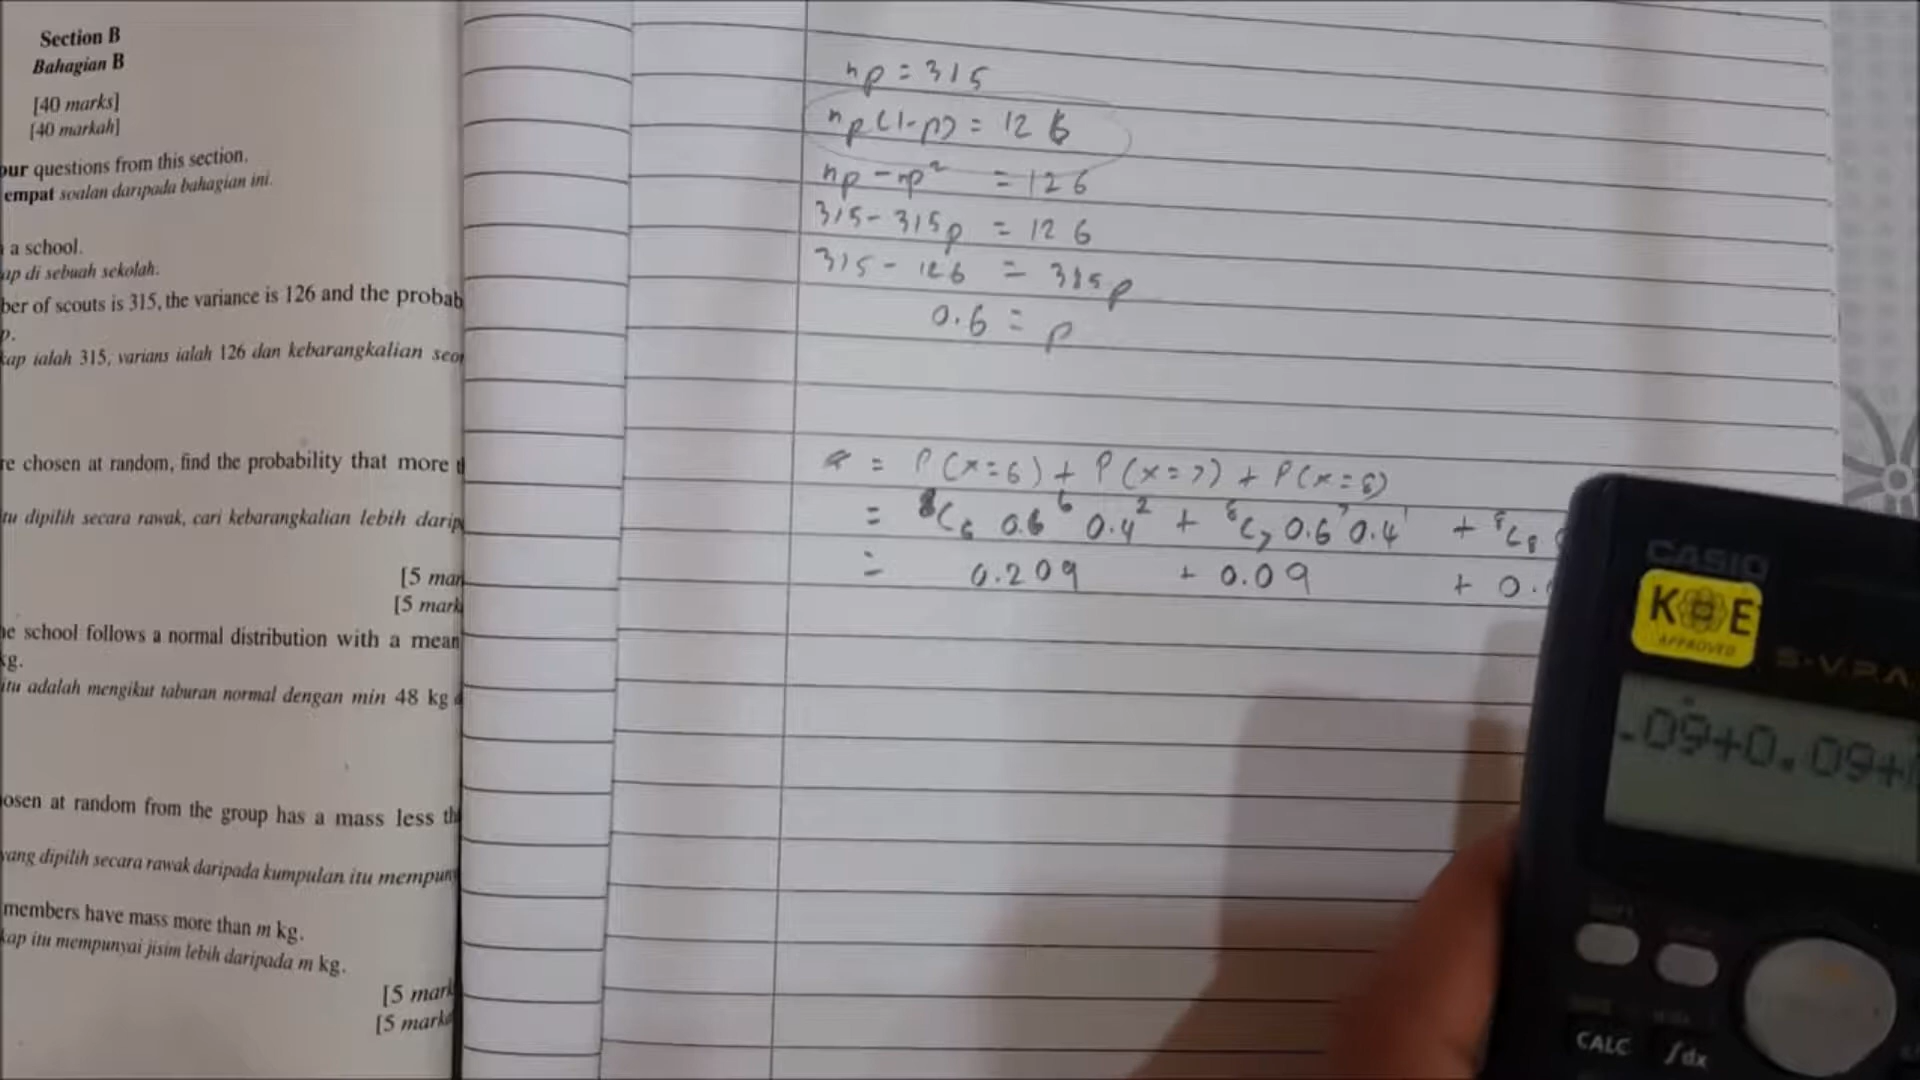 Section B
Bahagian B
[40 marks]
[40 markah]
our questions from this section.
empat soalan daripada bahagian ini.
a school.
ap di sebuah sekolah.
ber of scouts is 315, the variance is 126 and the probab
p.
kap ialah 315, varians ialah 126 dan kebarangkalian seor
re chosen at random, find the probability that more t
tu dipilih secara rawak, cari kebarangkalian lebih darip
[5 mar
[5 mark
he school follows a normal distribution with a mean
kg.
itu adalah mengikut taburan normal dengan min 48 kg
osen at random from the group has a mass less th
yang dipilih secara rawak daripada kumpulan itu mempun
members have mass more than m kg.
kap itu mempunyai jisim lebih daripada m kg.
[5 mark
[5 marka
np = 315
np(1-p) = 126
np - np² = 126
315 - 315p = 126
315 - 126 = 315p
0.6 = p
= P(x=6) + P(x=7) + P(x=8)
= ⁸C₆ 0.6⁶ 0.4² + ⁸C₇ 0.6⁷ 0.4¹ + ⁸C₈
= 0.209 + 0.09 + 0.
CASIO
KOE
APPROVED
S-V.P.A.
.09+0.09+
CALC ∫dx